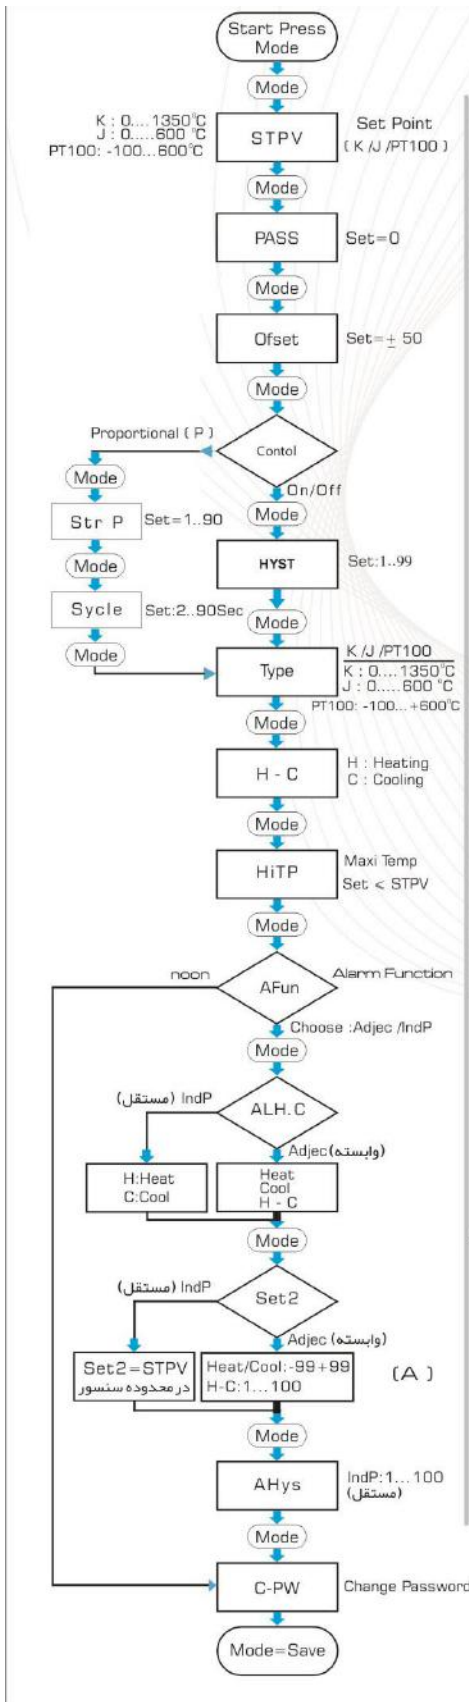 Start Press
Mode
Mode
K : 0....1350°C
J : 0.....600 °C
PT100: -100...600°C
STPV
Set Point
( K /J /PT100 )
Mode
PASS
Set=0
Mode
Ofset
Set=± 50
Mode
Proportional ( P )
Contol
On/Off
Mode
Mode
Str P
Set=1..90
HYST
Set:1..99
Mode
Mode
Sycle
Set:2..90Sec
Mode
Type
K /J /PT100
K : 0....1350°C
J : 0.....600 °C
PT100: -100...+600°C
Mode
H - C
H : Heating
C : Cooling
Mode
HiTP
Maxi Temp
Set < STPV
Mode
noon
AFun
Alarm Function
Choose :Adjec /IndP
Mode
(مستقل) IndP
ALH.C
Adjec (وابسته)
H:Heat
C:Cool
Heat
Cool
H - C
Mode
(مستقل) IndP
Set2
Adjec (وابسته)
Set2=STPV
در محدوده سنسور
Heat/Cool:-99+99
H-C:1...100
(A )
Mode
AHys
IndP:1...100
(مستقل)
Mode
C-PW
Change Password
Mode=Save